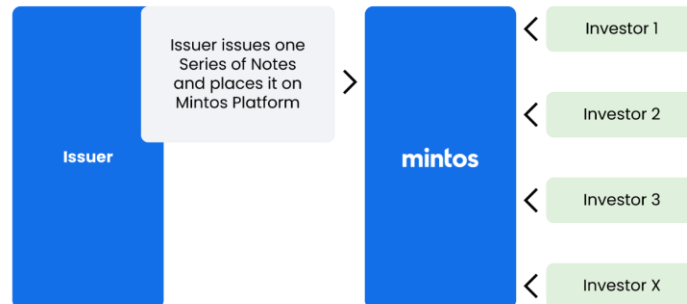 Issuer issues one
Series of Notes
and places it on
Mintos Platform
Issuer
mintos
Investor 1
Investor 2
Investor 3
Investor X